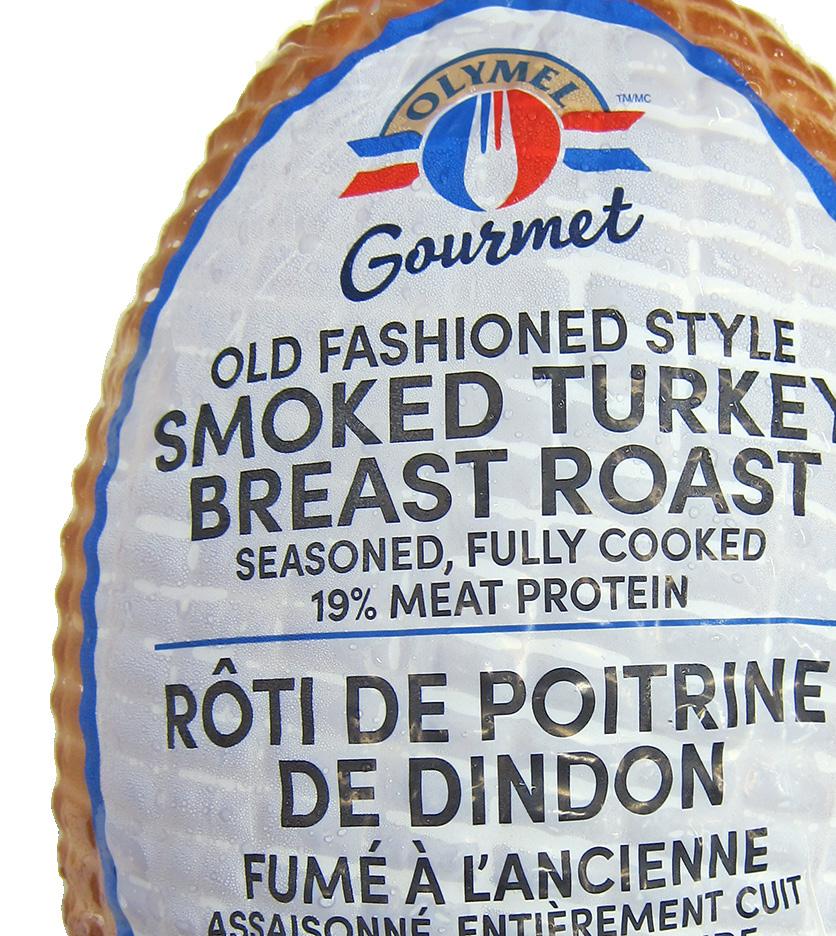 OLYMEL
TM/MC
Gourmet
OLD FASHIONED STYLE
SMOKED TURKEY
BREAST ROAST
SEASONED, FULLY COOKED
19% MEAT PROTEIN
RÔTI DE POITRINE
DE DINDON
FUMÉ À L'ANCIENNE
ASSAISONNÉ, ENTIÈREMENT CUIT